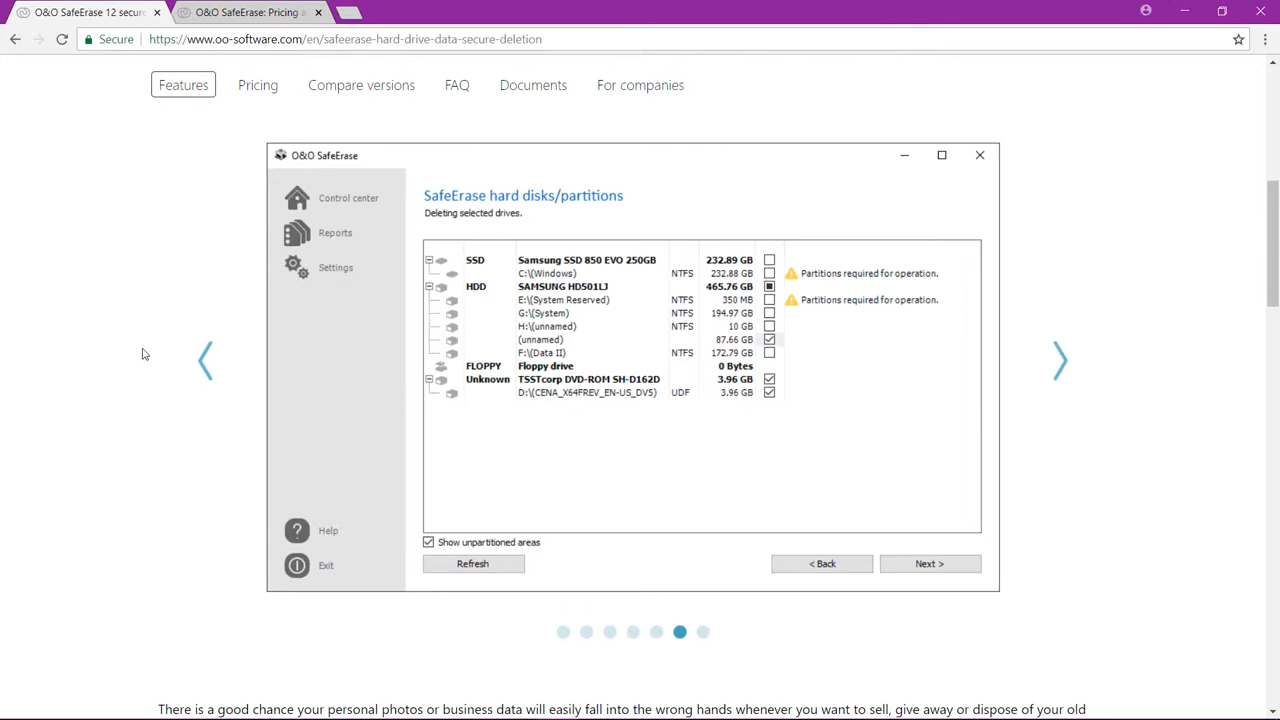 O&O SafeErase 12 secure
O&O SafeErase: Pricing a
Secure https://www.oo-software.com/en/safeerase-hard-drive-data-secure-deletion
Features Pricing Compare versions FAQ Documents For companies
O&O SafeErase
Control center
Reports
Settings
Help
Exit
SafeErase hard disks/partitions
Deleting selected drives.
SSD Samsung SSD 850 EVO 250GB 232.89 GB
C:\(Windows) NTFS 232.88 GB Partitions required for operation.
HDD SAMSUNG HD501LJ 465.76 GB
E:\(System Reserved) NTFS 350 MB Partitions required for operation.
G:\(System) NTFS 194.97 GB
H:\(unnamed) NTFS 10 GB
(unnamed) 87.66 GB
F:\(Data II) NTFS 172.79 GB
FLOPPY Floppy drive 0 Bytes
Unknown TSSTcorp DVD-ROM SH-D162D 3.96 GB
D:\(CENA_X64FREV_EN-US_DV5) UDF 3.96 GB
Show unpartitioned areas
Refresh < Back Next >
There is a good chance your personal photos or business data will easily fall into the wrong hands whenever you want to sell, give away or dispose of your old